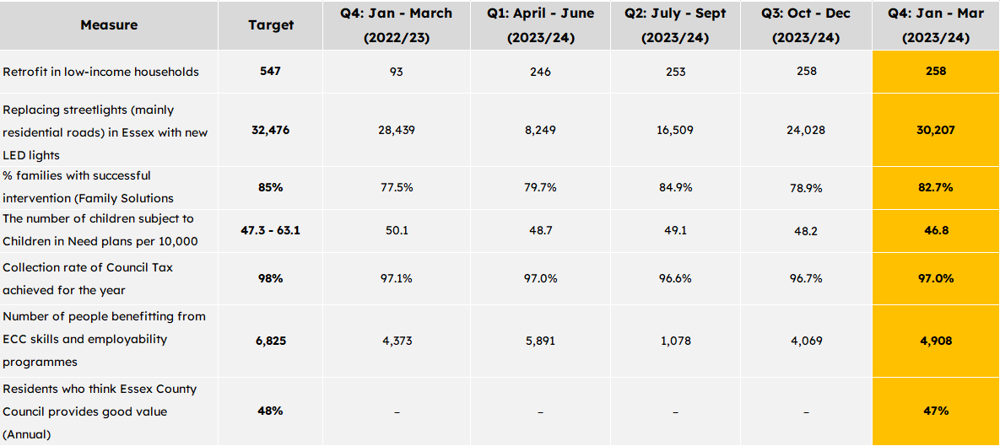 Measure Target Q4: Jan - March Q1: April - June Q2: July - Sept Q3: Oct - Dec Q4: Jan - Mar
(2022/23) (2023/24) (2023/24) (2023/24) (2023/24)
Retrofit in low-income households 547 93 246 253 258 258
Replacing streetlights (mainly
residential roads) in Essex with new 32,476 28,439 8,249 16,509 24,028 30,207
LED lights
% families with successful
intervention (Family Solutions 85% 77.5% 79.7% 84.9% 78.9% 82.7%
The number of children subject to
Children in Need plans per 10,000 47.3 - 63.1 50.1 48.7 49.1 48.2 46.8
Collection rate of Council Tax
achieved for the year 98% 97.1% 97.0% 96.6% 96.7% 97.0%
Number of people benefitting from
ECC skills and employability 6,825 4,373 5,891 1,078 4,069 4,908
programmes
Residents who think Essex County
Council provides good value 48% – – – – 47%
(Annual)